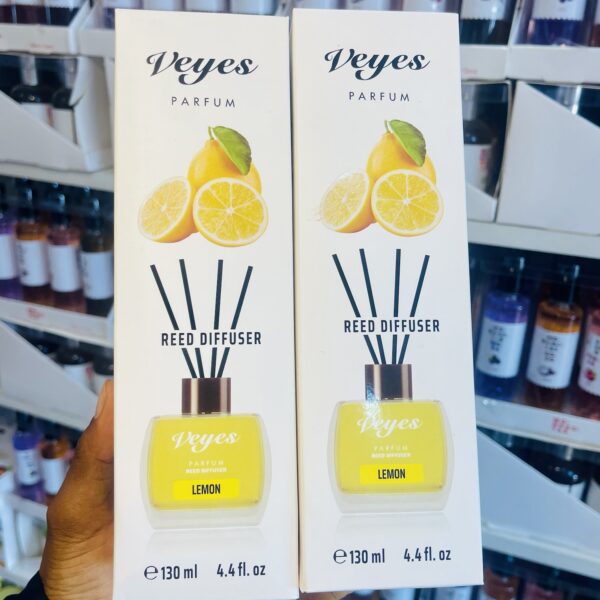 Veyes
PARFUM
REED DIFFUSER
Veyes
PARFUM
REED DIFFUSER
LEMON
℮ 130 ml 4.4 fl. oz
Veyes
PARFUM
REED DIFFUSER
Veyes
PARFUM
REED DIFFUSER
LEMON
℮ 130 ml 4.4 fl. oz